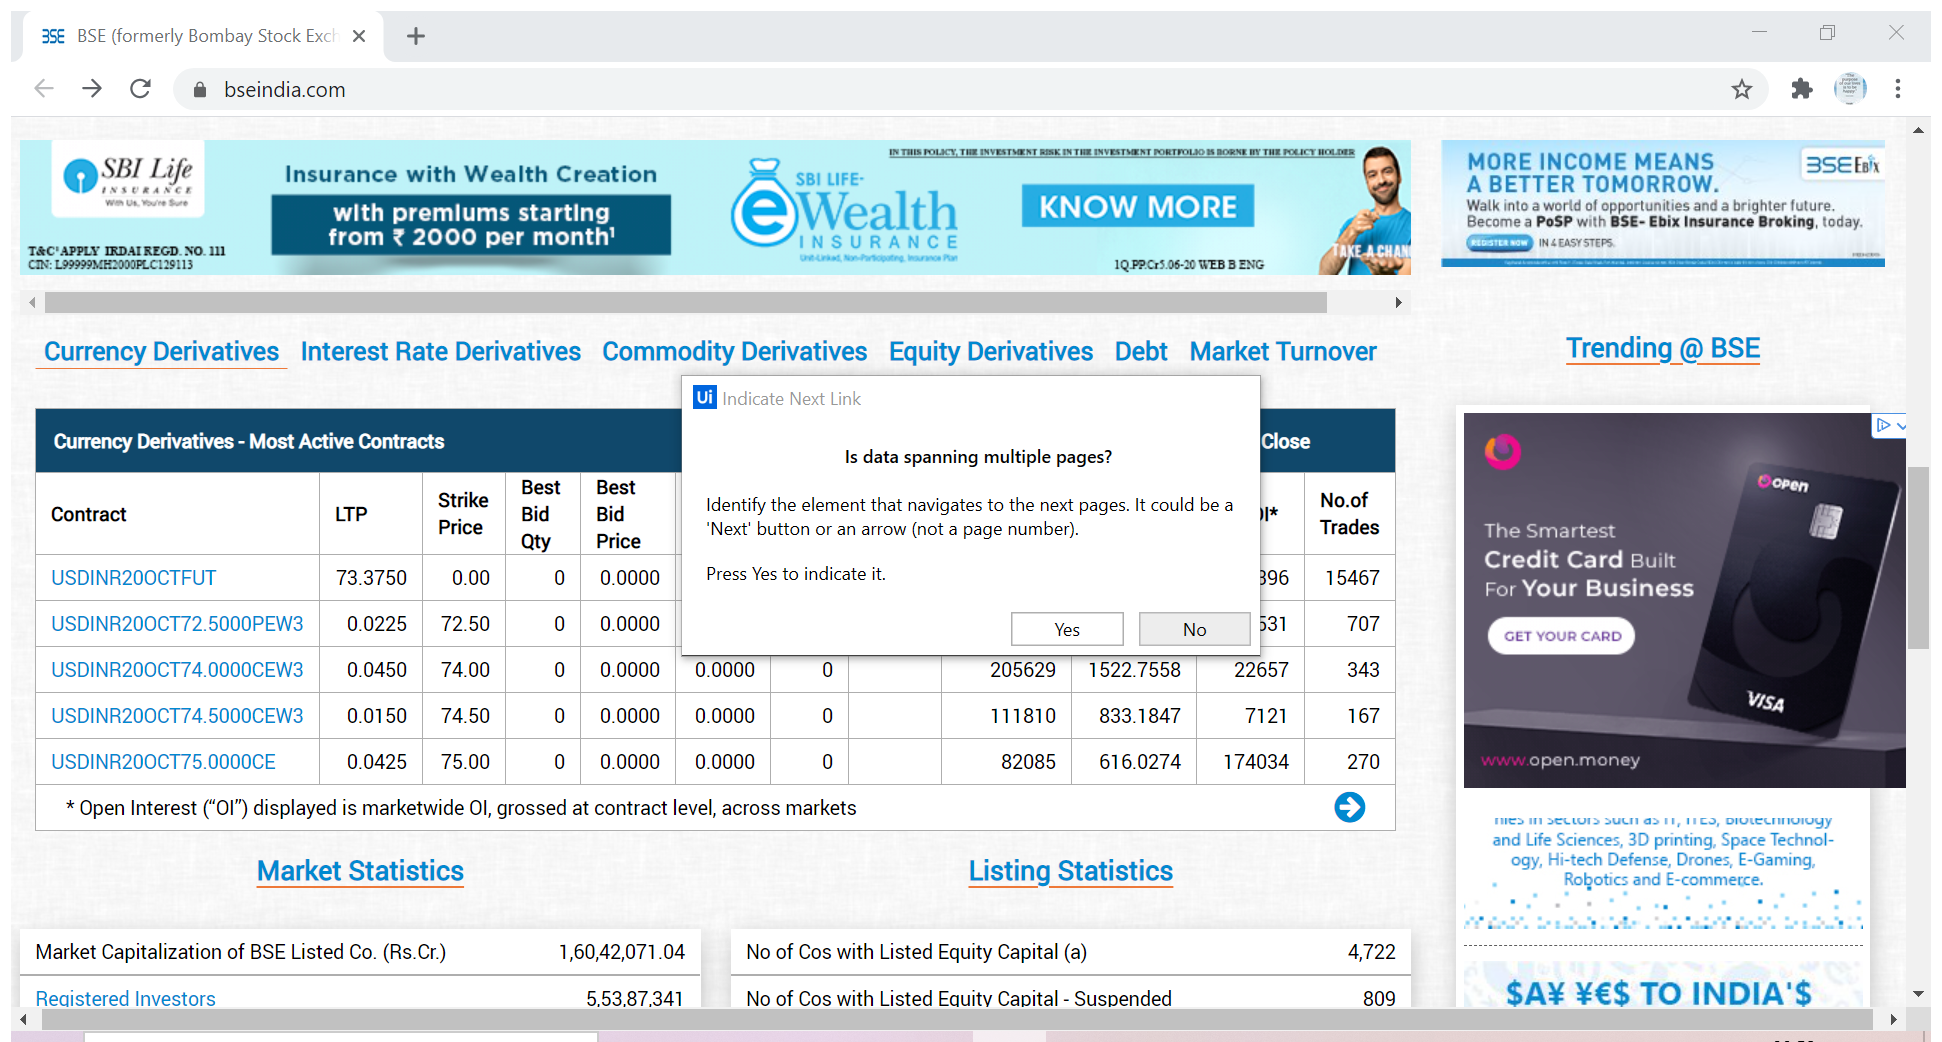 BSE BSE (formerly Bombay Stock Exch
bseindia.com
SBI Life
INSURANCE
With Us, You're Sure
T&C¹APPLY IRDAI REGD. NO. 111
CIN: L99999MH2000PLC129113
Insurance with Wealth Creation
with premiums starting
from ₹ 2000 per month¹
IN THIS POLICY, THE INVESTMENT RISK IN THE INVESTMENT PORTFOLIO IS BORNE BY THE POLICY HOLDER
SBI LIFE-
eWealth
INSURANCE
Unit-Linked, Non-Participating, Insurance Plan
KNOW MORE
1Q.PP.Cr5.06-20 WEB B ENG
TAKE A CHAN
MORE INCOME MEANS
A BETTER TOMORROW.
BSE EBIX
Walk into a world of opportunities and a brighter future.
Become a PoSP with BSE- Ebix Insurance Broking, today.
REGISTER NOW IN 4 EASY STEPS.
Currency Derivatives Interest Rate Derivatives Commodity Derivatives Equity Derivatives Debt Market Turnover
Trending @ BSE
Currency Derivatives - Most Active Contracts Close
Contract LTP Strike Price Best Bid Qty Best Bid Price OI* No.of Trades
USDINR20OCTFUT 73.3750 0.00 0 0.0000 396 15467
USDINR20OCT72.5000PEW3 0.0225 72.50 0 0.0000 531 707
USDINR20OCT74.0000CEW3 0.0450 74.00 0 0.0000 0.0000 0 205629 1522.7558 22657 343
USDINR20OCT74.5000CEW3 0.0150 74.50 0 0.0000 0.0000 0 111810 833.1847 7121 167
USDINR20OCT75.0000CE 0.0425 75.00 0 0.0000 0.0000 0 82085 616.0274 174034 270
* Open Interest (“OI”) displayed is marketwide OI, grossed at contract level, across markets
Ui Indicate Next Link
Is data spanning multiple pages?
Identify the element that navigates to the next pages. It could be a
'Next' button or an arrow (not a page number).
Press Yes to indicate it.
Yes No
OPEN
The Smartest
Credit Card Built
For Your Business
GET YOUR CARD
VISA
www.open.money
nies in sectors such as IT, ITES, Biotechnology
and Life Sciences, 3D printing, Space Technol-
ogy, Hi-tech Defense, Drones, E-Gaming,
Robotics and E-commerce.
$A¥ ¥€$ TO INDIA'$
Market Statistics
Market Capitalization of BSE Listed Co. (Rs.Cr.) 1,60,42,071.04
Registered Investors 5,53,87,341
Listing Statistics
No of Cos with Listed Equity Capital (a) 4,722
No of Cos with Listed Equity Capital - Suspended 809